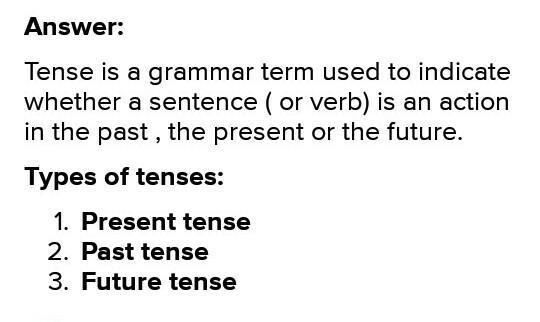 Answer:
Tense is a grammar term used to indicate
whether a sentence ( or verb) is an action
in the past , the present or the future.
Types of tenses:
1. Present tense
2. Past tense
3. Future tense